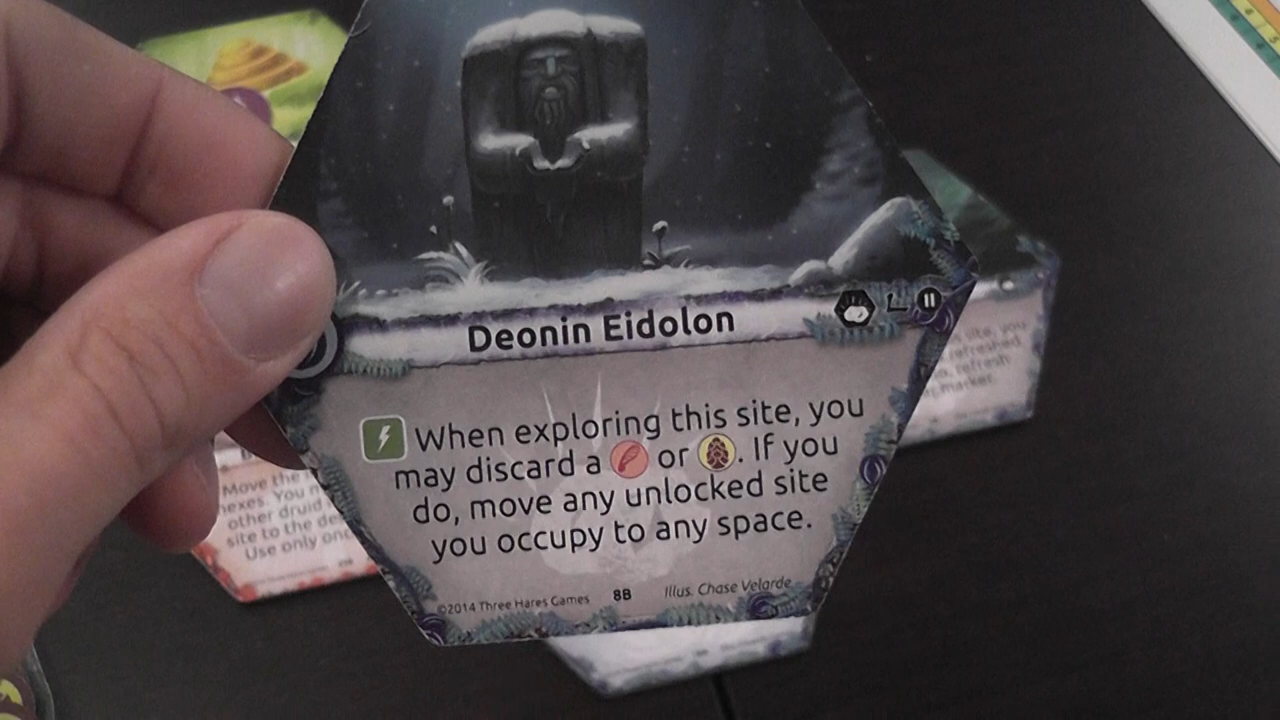 Deonin Eidolon
When exploring this site, you
may discard a or . If you
do, move any unlocked site
you occupy to any space.
©2014 Three Hares Games 8B Illus. Chase Velarde
Move the
hexes. You m
other druid
site to the de
Use only onc
site, you
refreshed
refresh
marker.